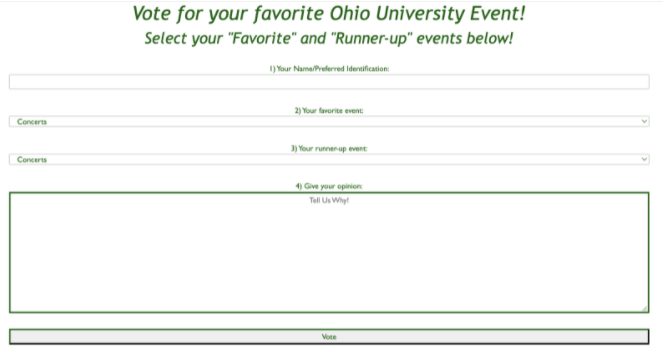 Vote for your favorite Ohio University Event!
Select your "Favorite" and "Runner-up" events below!
1) Your Name/Preferred Identification:
2) Your favorite event:
Concerts
3) Your runner-up event:
Concerts
4) Give your opinion:
Tell Us Why!
Vote